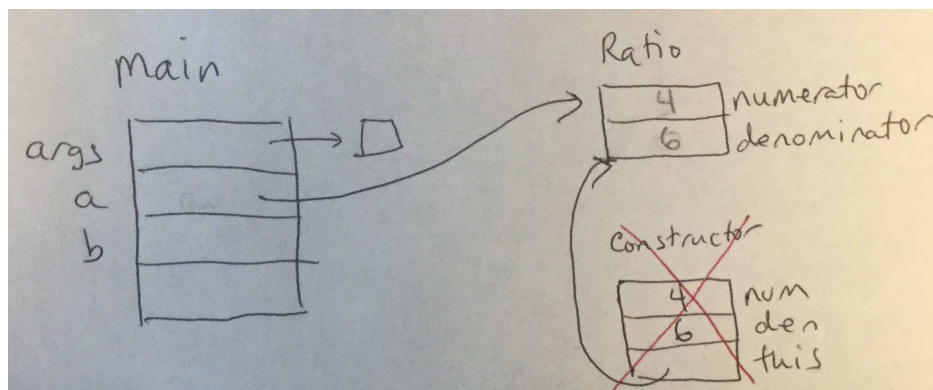 Main
args
a
b
Ratio
4 numerator
6 denominator
Constructor
4 num
6 den
this